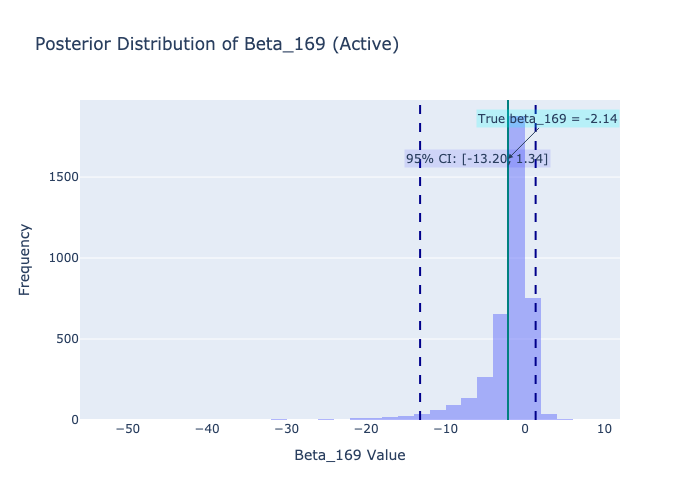 Posterior Distribution of Beta_169 (Active)
True beta_169 = -2.14
95% CI: [-13.20, 1.34]
1500
1000
500
0
Frequency
−50
−40
−30
−20
−10
0
10
Beta_169 Value